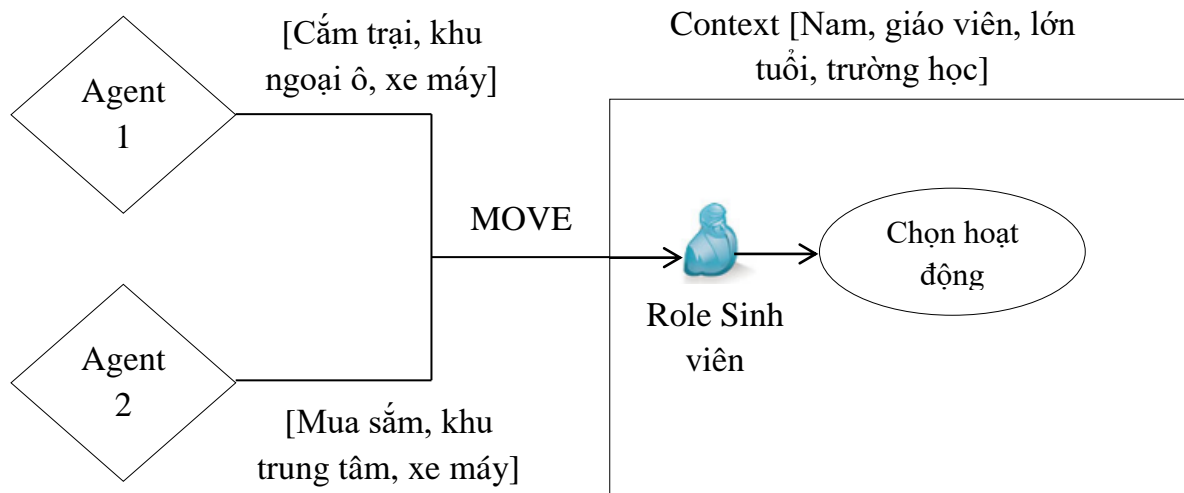 [Cắm trại, khu
ngoại ô, xe máy]
Context [Nam, giáo viên, lớn
tuổi, trường học]
Agent
1
MOVE
Chọn hoạt
động
Role Sinh
viên
Agent
2
[Mua sắm, khu
trung tâm, xe máy]